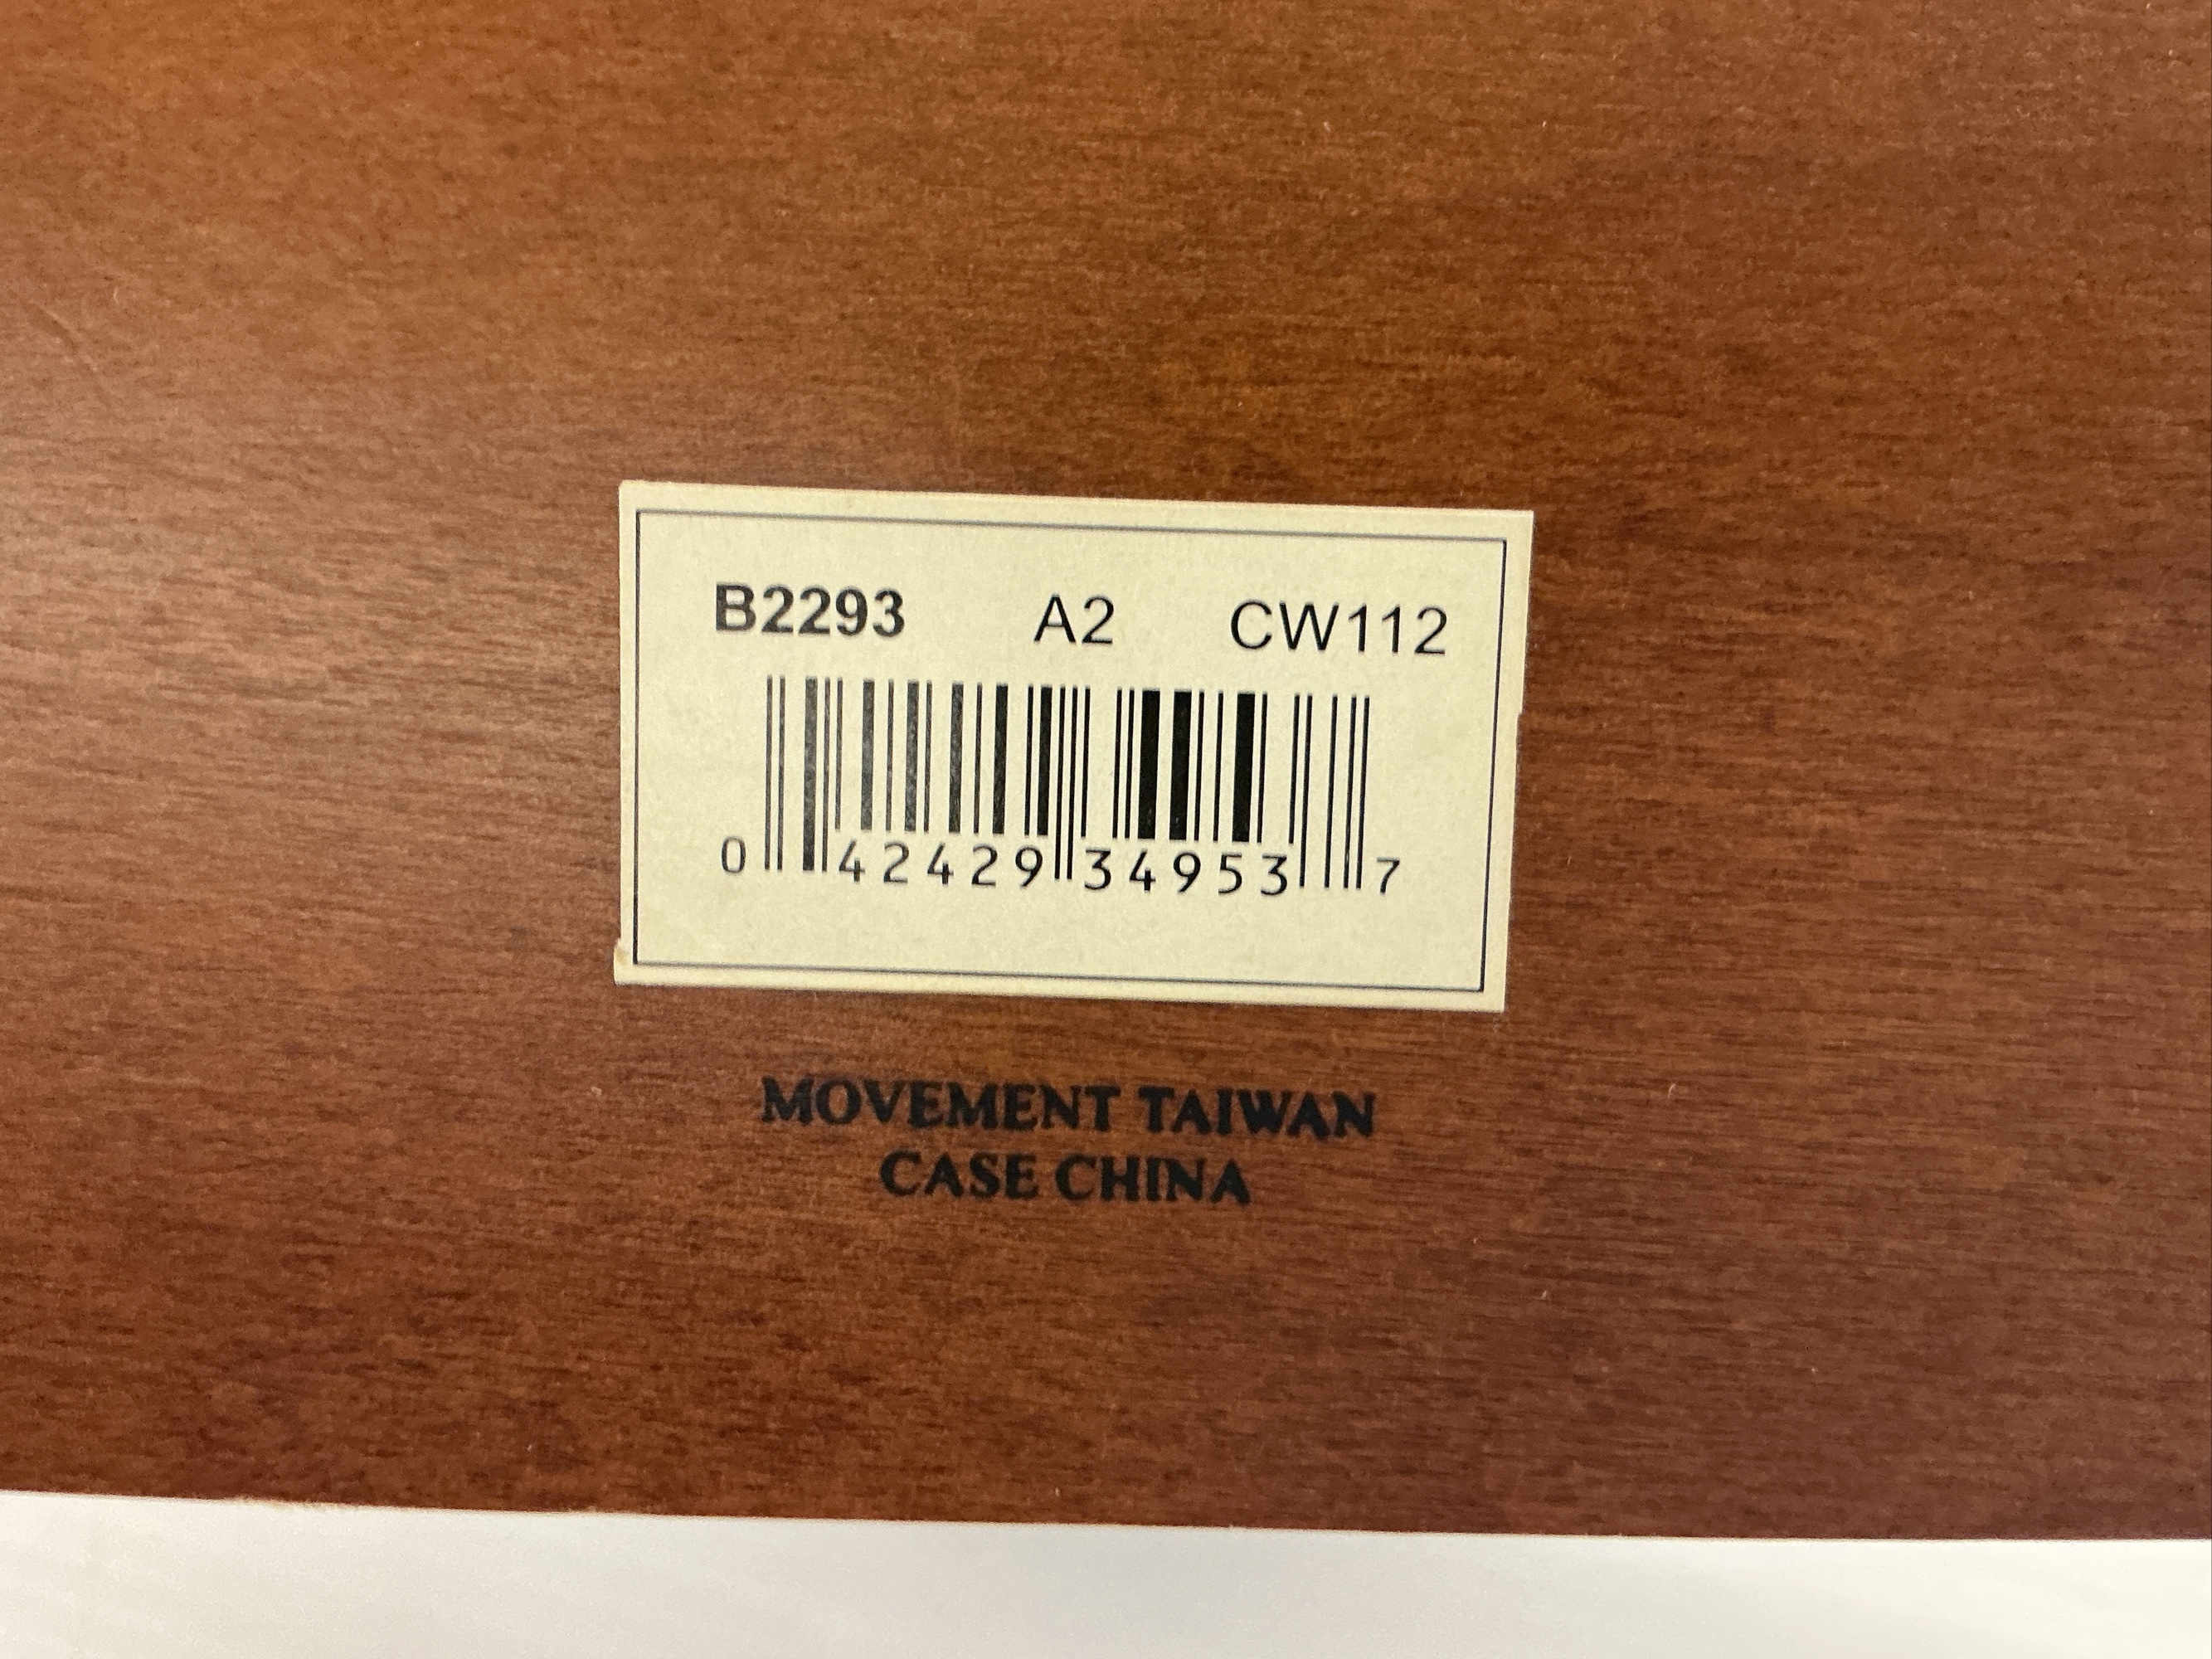 B2293 A2 CW112
0 42429 34953 7
MOVEMENT TAIWAN
CASE CHINA